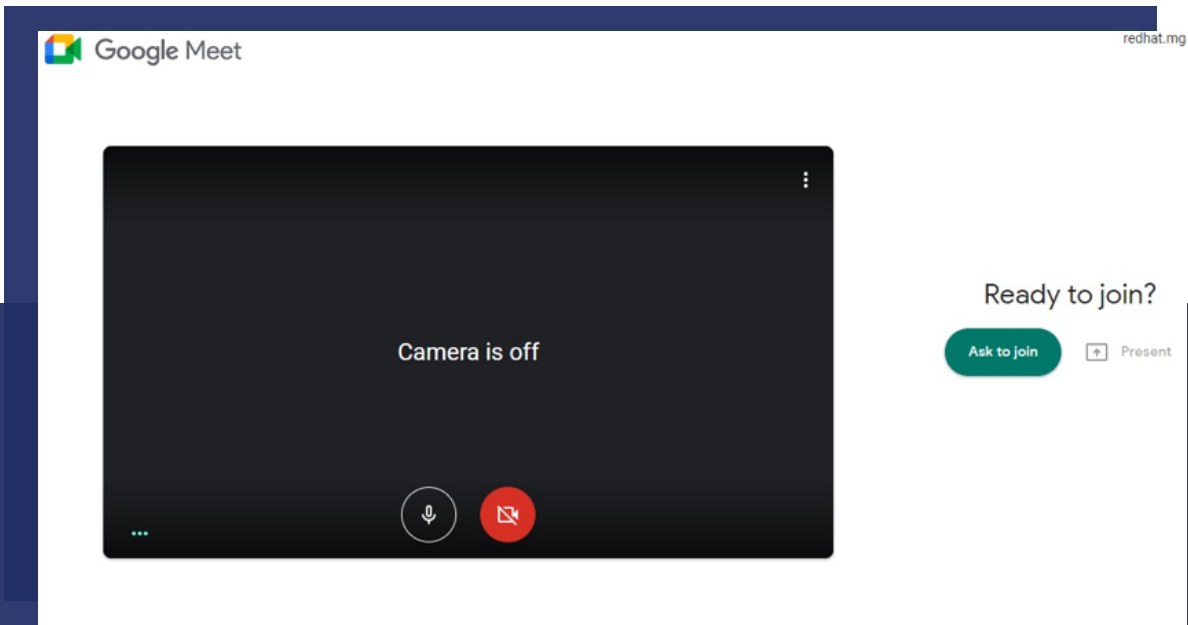 Google Meet
redhat.mg
Camera is off
Ready to join?
Ask to join
Present